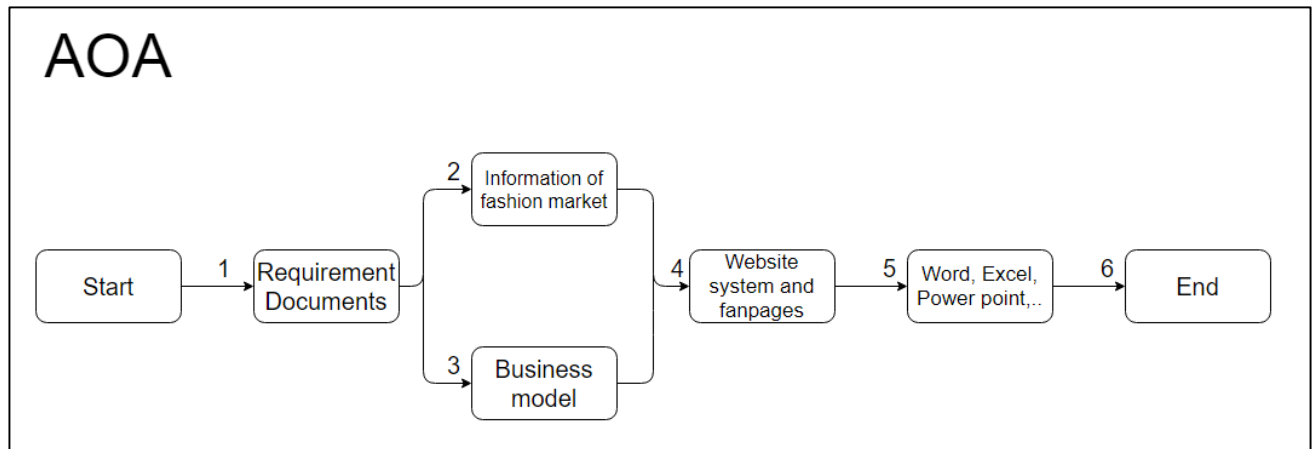 AOA
Start
1
Requirement
Documents
2
Information of
fashion market
3
Business
model
4
Website
system and
fanpages
5
Word, Excel,
Power point,..
6
End